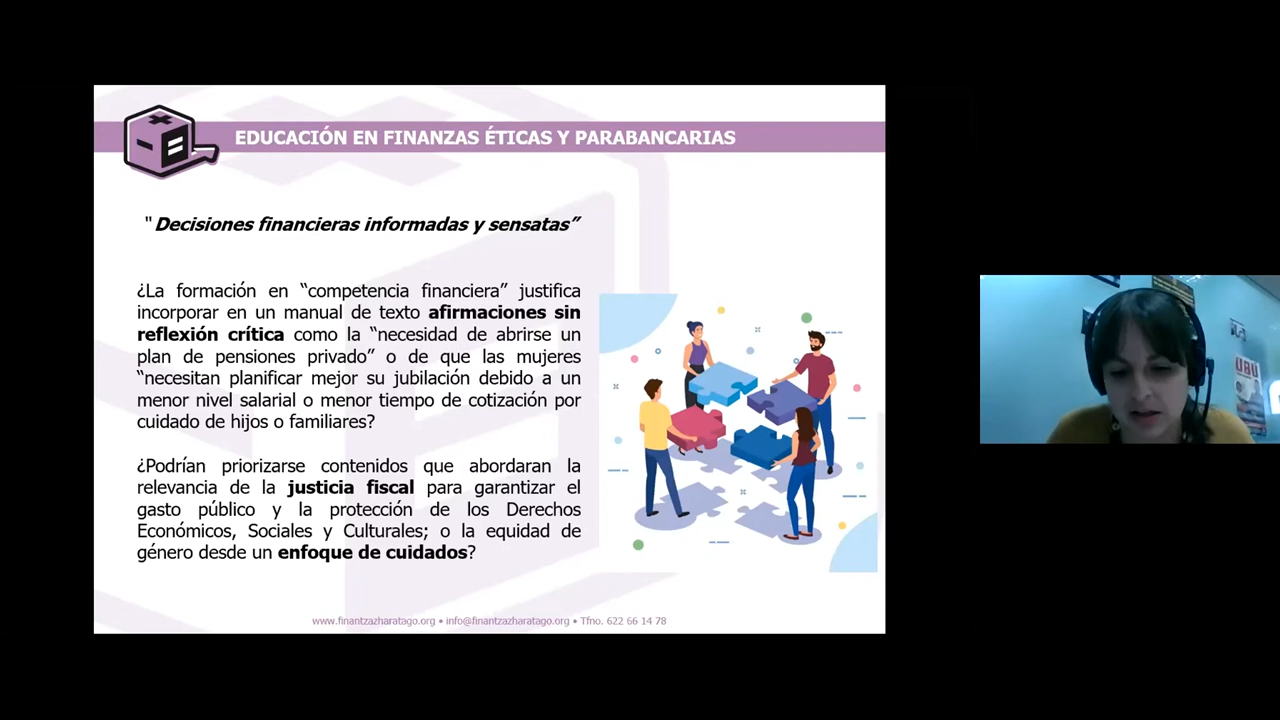 EDUCACIÓN EN FINANZAS ÉTICAS Y PARABANCARIAS
“Decisiones financieras informadas y sensatas”
¿La formación en “competencia financiera” justifica
incorporar en un manual de texto afirmaciones sin
reflexión crítica como la “necesidad de abrirse un
plan de pensiones privado” o de que las mujeres
“necesitan planificar mejor su jubilación debido a un
menor nivel salarial o menor tiempo de cotización por
cuidado de hijos o familiares?
¿Podrían priorizarse contenidos que abordaran la
relevancia de la justicia fiscal para garantizar el
gasto público y la protección de los Derechos
Económicos, Sociales y Culturales; o la equidad de
género desde un enfoque de cuidados?
www.finantzazharatago.org • info@finantzazharatago.org • Tfno. 622 66 14 78